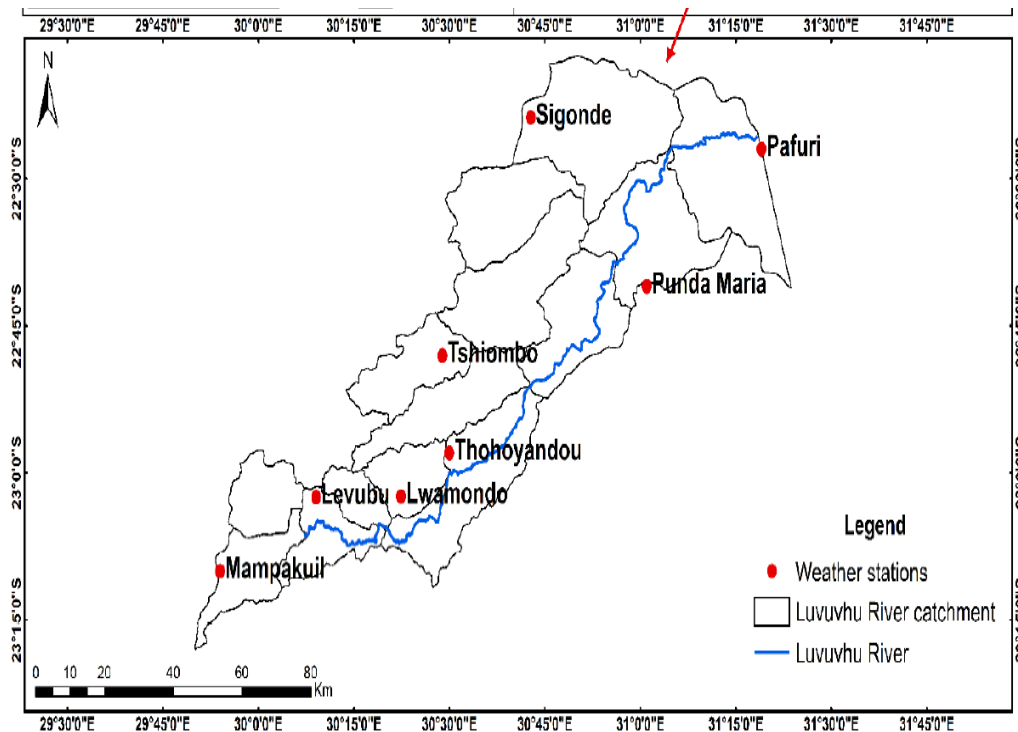 29°30'0"E 29°45'0"E 30°0'0"E 30°15'0"E 30°30'0"E 30°45'0"E 31°0'0"E 31°15'0"E 31°30'0"E 31°45'0"E
N
Sigonde
Pafuri
22°30'0"S
Punda Maria
22°45'0"S
Tshiombo
Thohoyandou
23°0'0"S
Levubu
Lwamondo
Mampakuil
23°15'0"S
Legend
Weather stations
Luvuvhu River catchment
Luvuvhu River
0 10 20 40 60 80
Km
29°30'0"E 29°45'0"E 30°0'0"E 30°15'0"E 30°30'0"E 30°45'0"E 31°0'0"E 31°15'0"E 31°30'0"E 31°45'0"E